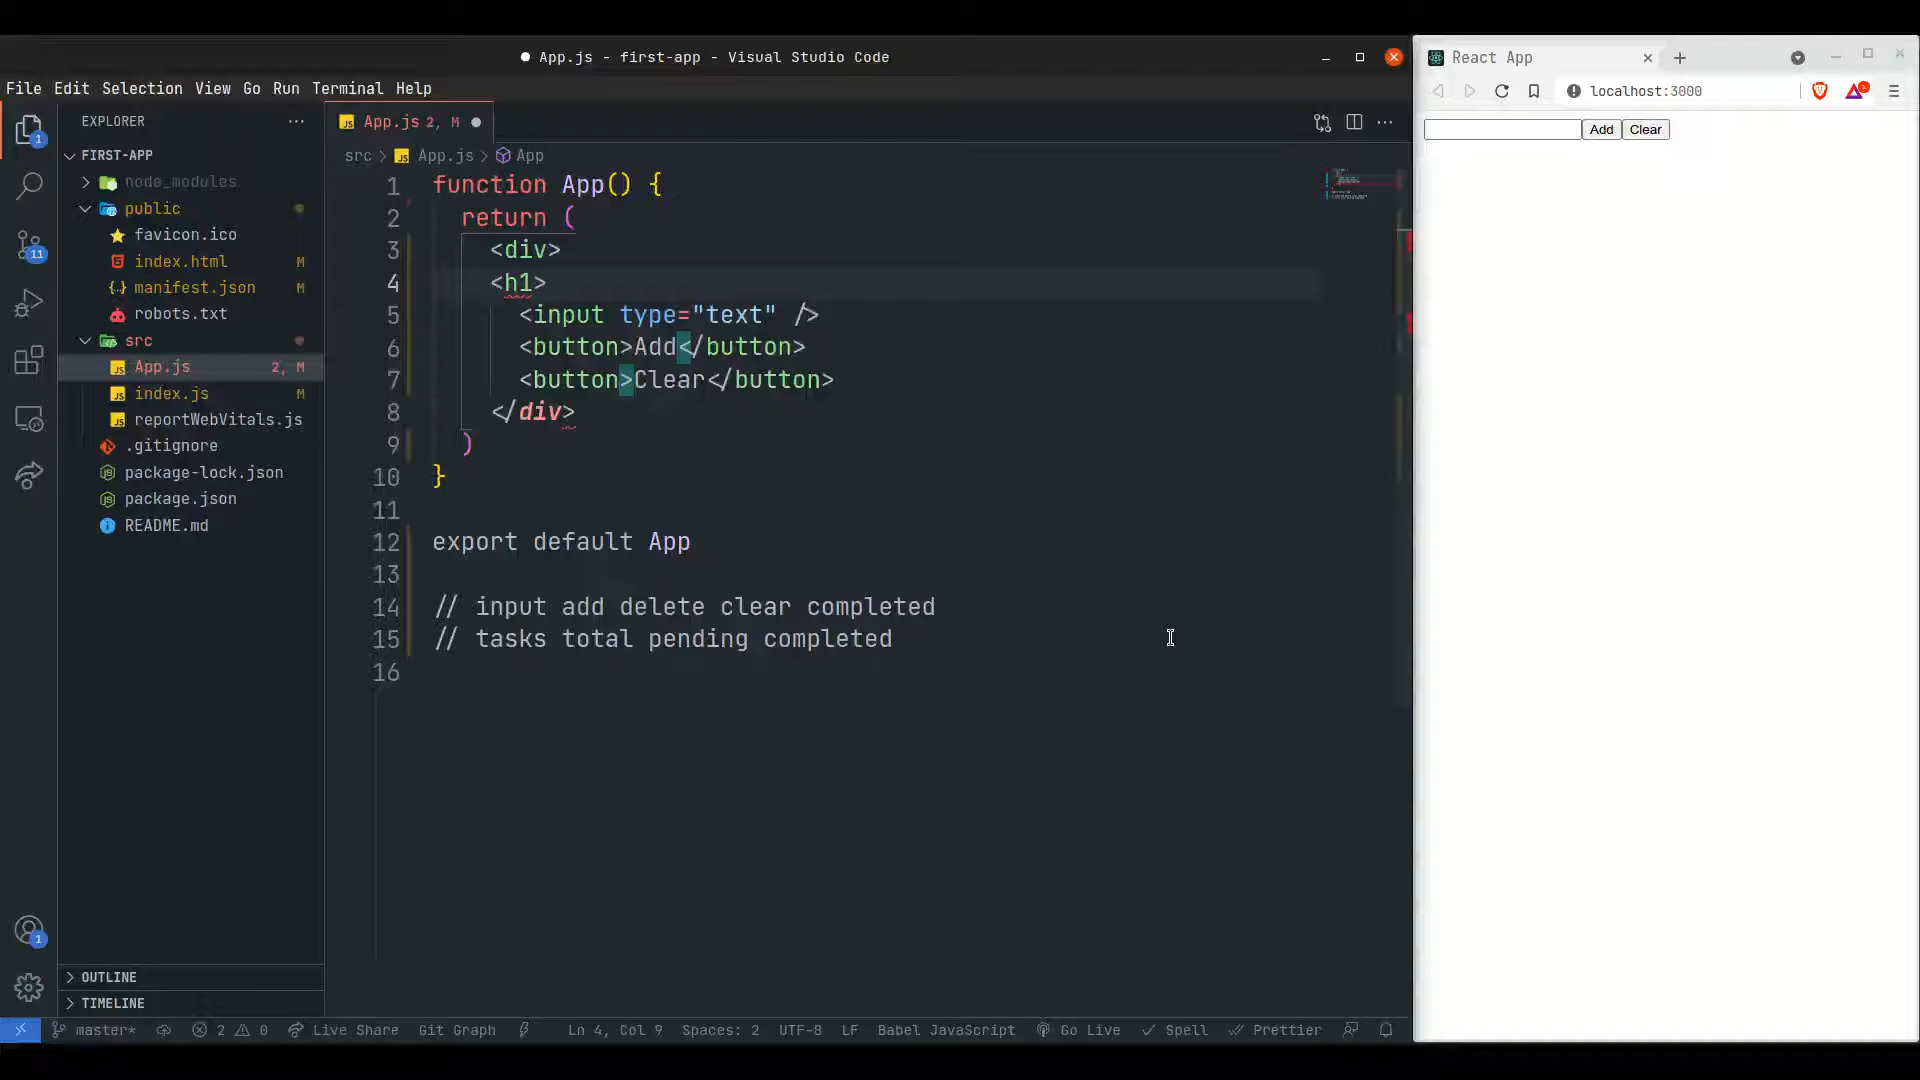 App.js - first-app - Visual Studio Code
File Edit Selection View Go Run Terminal Help
1
11
1
EXPLORER
FIRST-APP
node_modules
public
favicon.ico
index.html M
manifest.json M
robots.txt
src
App.js 2, M
index.js M
reportWebVitals.js
.gitignore
package-lock.json
package.json
README.md
OUTLINE
TIMELINE
App.js 2, M
src > App.js > App
1 function App() {
2 return (
3 <div>
4 <h1>
5 <input type="text" />
6 <button>Add</button>
7 <button>Clear</button>
8 </div>
9 )
10 }
11
12 export default App
13
14 // input add delete clear completed
15 // tasks total pending completed
16
master* 2 0 Live Share Git Graph Ln 4, Col 9 Spaces: 2 UTF-8 LF Babel JavaScript Go Live Spell Prettier
React App
localhost:3000
Add Clear